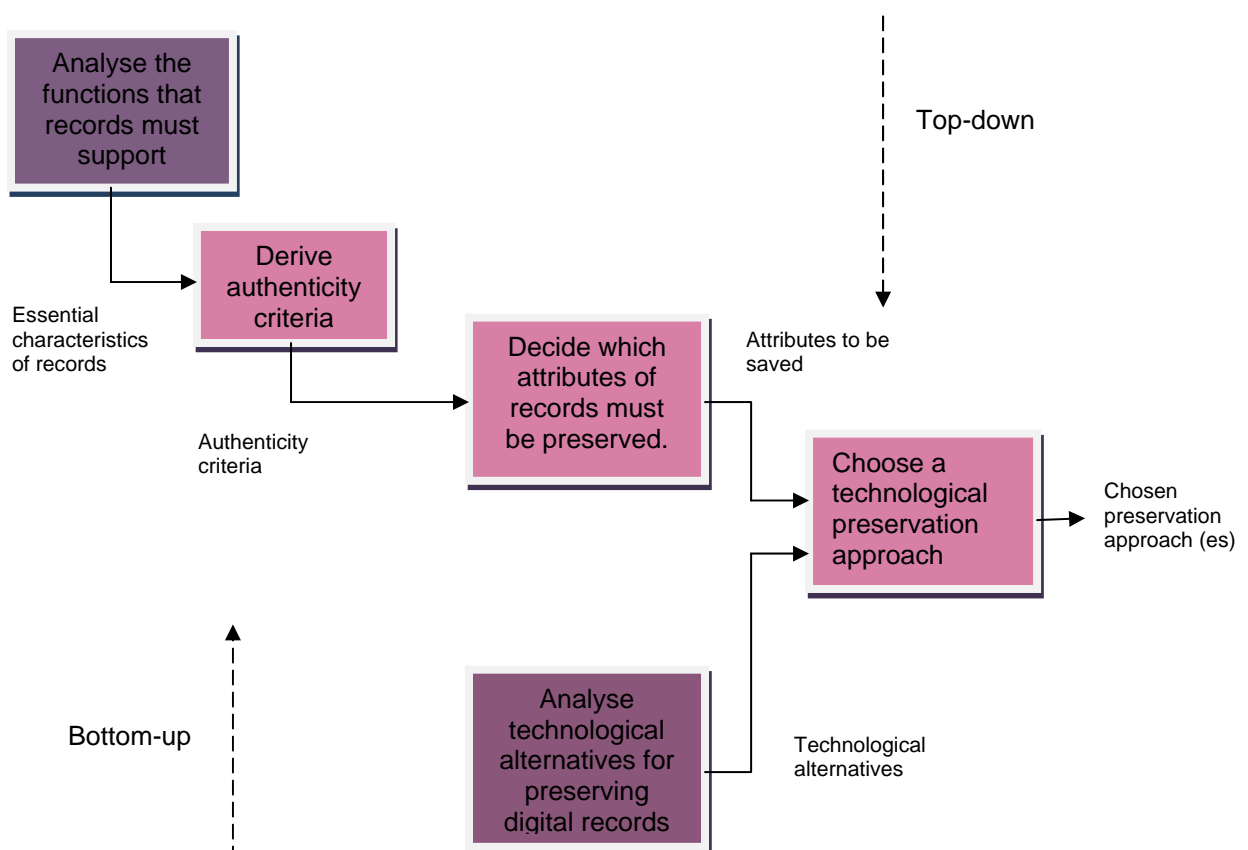 Analyse the
functions that
records must
support
Top-down
Derive
authenticity
criteria
Essential
characteristics
of records
Decide which
attributes of
records must
be preserved.
Attributes to be
saved
Authenticity
criteria
Choose a
technological
preservation
approach
Chosen
preservation
approach (es)
Bottom-up
Analyse
technological
alternatives for
preserving
digital records
Technological
alternatives